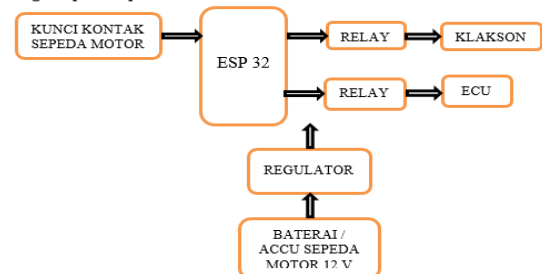 KUNCI KONTAK
SEPEDA MOTOR
ESP 32
RELAY
KLAKSON
RELAY
ECU
REGULATOR
BATERAI /
ACCU SEPEDA
MOTOR 12 V